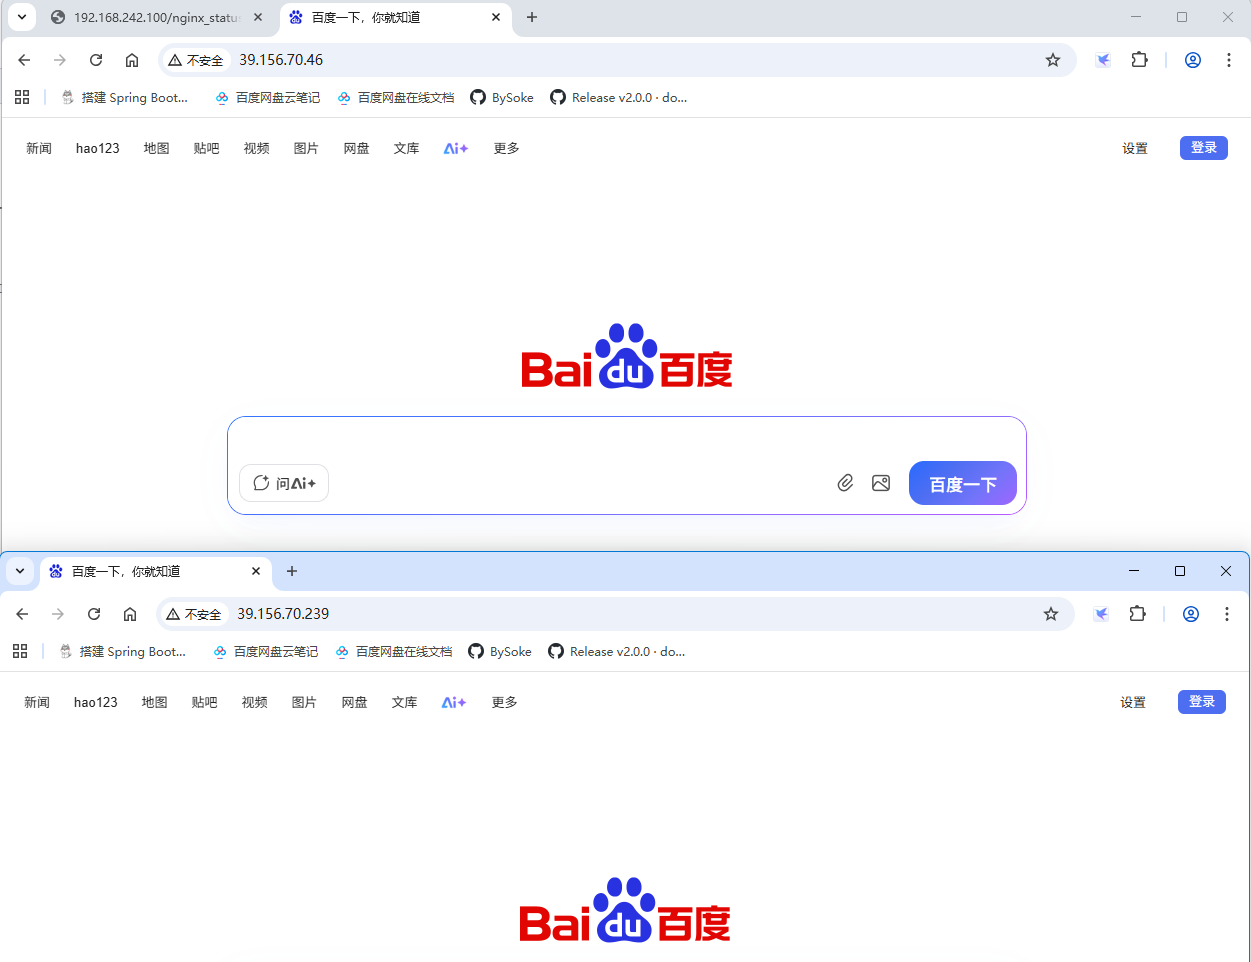 192.168.242.100/nginx_statu
百度一下，你就知道
不安全
39.156.70.46
搭建 Spring Boot...
百度网盘云笔记
百度网盘在线文档
BySoke
Release v2.0.0 · do...
新闻
hao123
地图
贴吧
视频
图片
网盘
文库
Ai+
更多
设置
登录
Bai du 百度
问Ai+
百度一下
百度一下，你就知道
不安全
39.156.70.239
搭建 Spring Boot...
百度网盘云笔记
百度网盘在线文档
BySoke
Release v2.0.0 · do...
新闻
hao123
地图
贴吧
视频
图片
网盘
文库
Ai+
更多
设置
登录
Bai du 百度